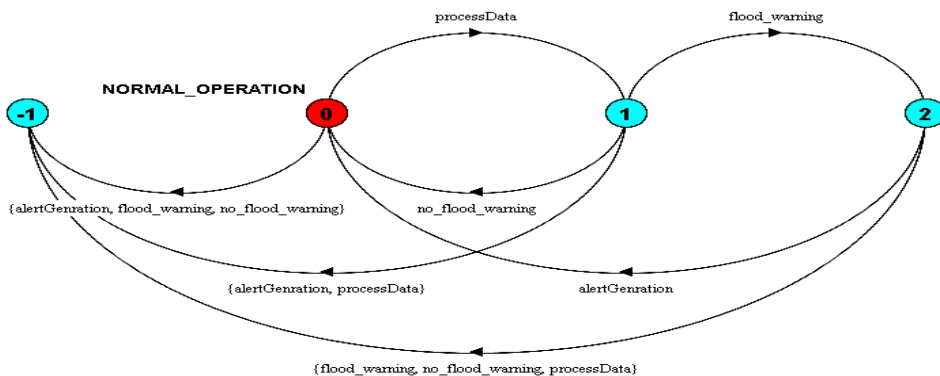 processData
flood_warning
NORMAL_OPERATION
-1
0
1
2
{alertGenration, flood_warning, no_flood_warning}
no_flood_warning
{alertGenration, processData}
alertGenration
{flood_warning, no_flood_warning, processData}